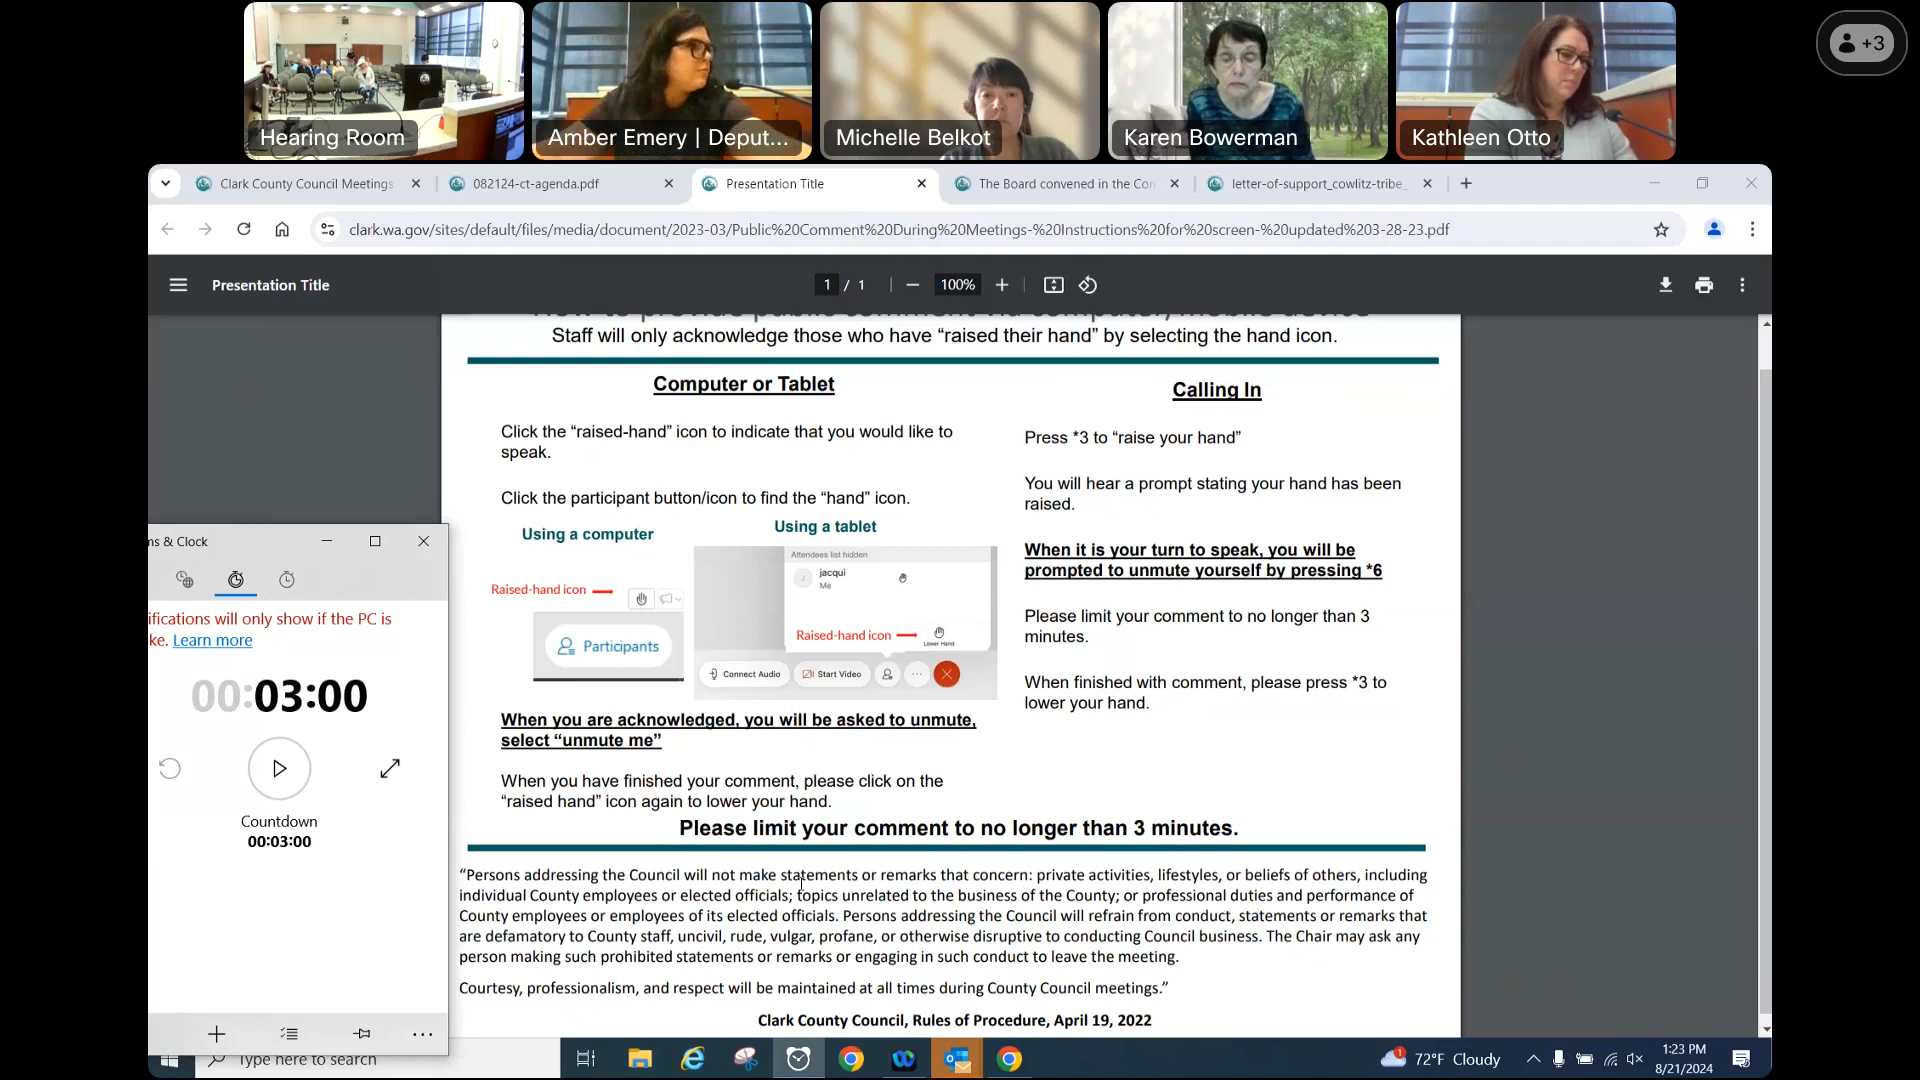 Hearing Room
Amber Emery | Deput...
Michelle Belkot
Karen Bowerman
Kathleen Otto
+3
Clark County Council Meetings
082124-ct-agenda.pdf
Presentation Title
The Board convened in the Con
letter-of-support_cowlitz-tribe_
clark.wa.gov/sites/default/files/media/document/2023-03/Public%20Comment%20During%20Meetings-%20Instructions%20for%20screen-%20updated%203-28-23.pdf
Presentation Title
1 / 1
100%
How to provide public comment via computer/mobile device
Staff will only acknowledge those who have “raised their hand” by selecting the hand icon.
Computer or Tablet
Click the “raised-hand” icon to indicate that you would like to
speak.
Click the participant button/icon to find the “hand” icon.
Using a computer
Using a tablet
Raised-hand icon
Participants
Attendees list hidden
J
jacqui
Me
Raised-hand icon
Lower Hand
Connect Audio
Start Video
When you are acknowledged, you will be asked to unmute,
select “unmute me”
When you have finished your comment, please click on the
“raised hand” icon again to lower your hand.
Calling In
Press *3 to “raise your hand”
You will hear a prompt stating your hand has been
raised.
When it is your turn to speak, you will be
prompted to unmute yourself by pressing *6
Please limit your comment to no longer than 3
minutes.
When finished with comment, please press *3 to
lower your hand.
Please limit your comment to no longer than 3 minutes.
“Persons addressing the Council will not make statements or remarks that concern: private activities, lifestyles, or beliefs of others, including
individual County employees or elected officials; topics unrelated to the business of the County; or professional duties and performance of
County employees or employees of its elected officials. Persons addressing the Council will refrain from conduct, statements or remarks that
are defamatory to County staff, uncivil, rude, vulgar, profane, or otherwise disruptive to conducting Council business. The Chair may ask any
person making such prohibited statements or remarks or engaging in such conduct to leave the meeting.
Courtesy, professionalism, and respect will be maintained at all times during County Council meetings.”
Clark County Council, Rules of Procedure, April 19, 2022
ns & Clock
ifications will only show if the PC is
ke. Learn more
00:03:00
Countdown
00:03:00
Type here to search
1
72°F Cloudy
1:23 PM
8/21/2024